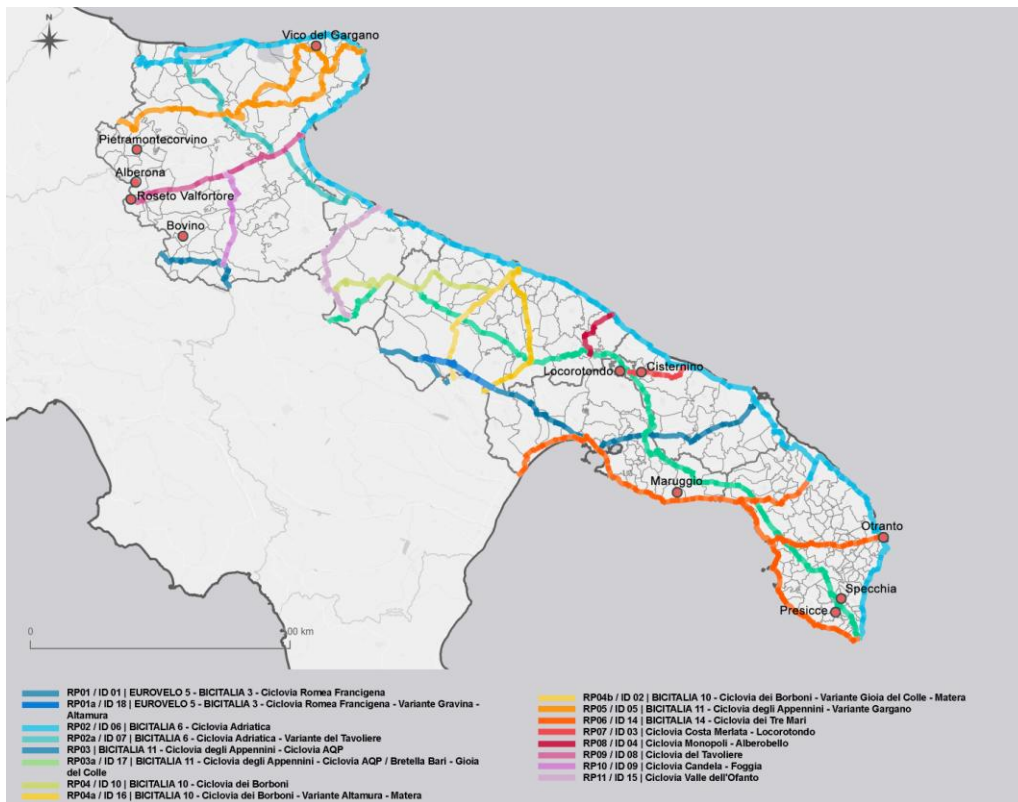 N
Vico del Gargano
Pietramontecorvino
Alberona
Roseto Valfortore
Bovino
Locorotondo
Cisternino
Maruggio
Otranto
Specchia
Presicce
0
00 km
RP01 / ID 01 | EUROVELO 5 - BICITALIA 3 - Ciclovia Romea Francigena
RP01a / ID 18 | EUROVELO 5 - BICITALIA 3 - Ciclovia Romea Francigena - Variante Gravina -
Altamura
RP02 / ID 06 | BICITALIA 6 - Ciclovia Adriatica
RP02a / ID 07 | BICITALIA 6 - Ciclovia Adriatica - Variante del Tavoliere
RP03 | BICITALIA 11 - Ciclovia degli Appennini - Ciclovia AQP
RP03a / ID 17 | BICITALIA 11 - Ciclovia degli Appennini - Ciclovia AQP / Bretella Bari - Gioia
del Colle
RP04 / ID 10 | BICITALIA 10 - Ciclovia dei Borboni
RP04a / ID 16 | BICITALIA 10 - Ciclovia dei Borboni - Variante Altamura - Matera
RP04b / ID 02 | BICITALIA 10 - Ciclovia dei Borboni - Variante Gioia del Colle - Matera
RP05 / ID 05 | BICITALIA 11 - Ciclovia degli Appennini - Variante Gargano
RP06 / ID 14 | BICITALIA 14 - Ciclovia dei Tre Mari
RP07 / ID 03 | Ciclovia Costa Merlata - Locorotondo
RP08 / ID 04 | Ciclovia Monopoli - Alberobello
RP09 / ID 08 | Ciclovia del Tavoliere
RP10 / ID 09 | Ciclovia Candela - Foggia
RP11 / ID 15 | Ciclovia Valle dell'Ofanto